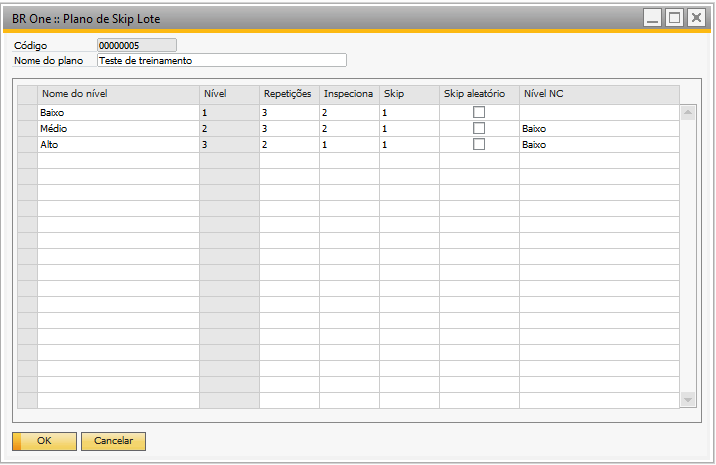 BR One :: Plano de Skip Lote
Código 00000005
Nome do plano Teste de treinamento
Nome do nível Nível Repetições Inspeciona Skip Skip aleatório Nível NC
Baixo 1 3 2 1
Médio 2 3 2 1 Baixo
Alto 3 2 1 1 Baixo
OK Cancelar